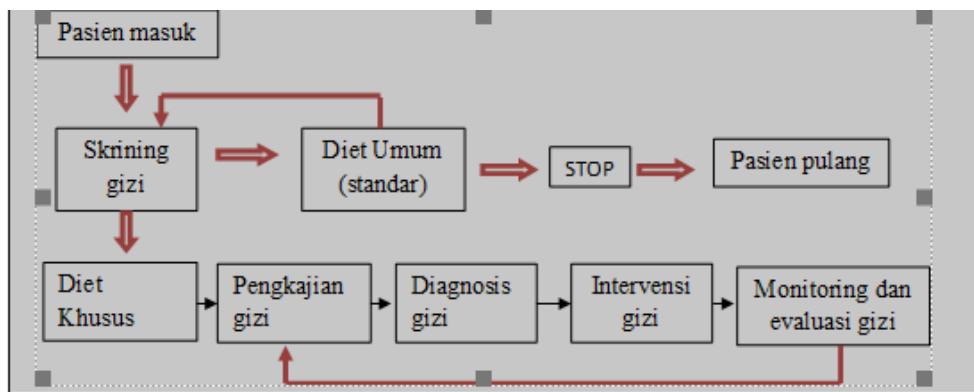 Pasien masuk
Skrining
gizi
Diet Umum
(standar)
STOP
Pasien pulang
Diet
Khusus
Pengkajian
gizi
Diagnosis
gizi
Intervensi
gizi
Monitoring dan
evaluasi gizi